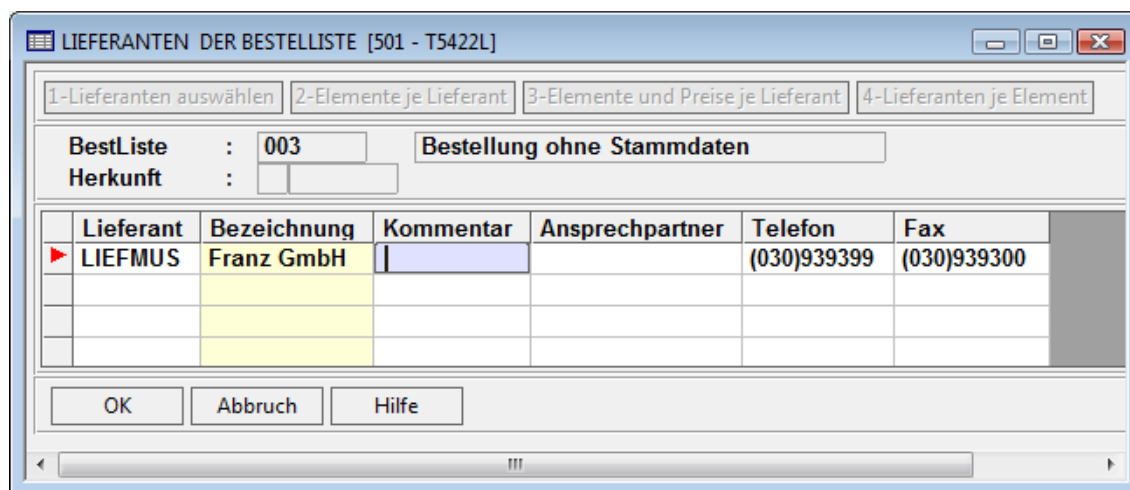 LIEFERANTEN DER BESTELLISTE [501 - T5422L]
1-Lieferanten auswählen 2-Elemente je Lieferant 3-Elemente und Preise je Lieferant 4-Lieferanten je Element
BestListe : 003 Bestellung ohne Stammdaten
Herkunft :
Lieferant Bezeichnung Kommentar Ansprechpartner Telefon Fax
LIEFMUS Franz GmbH (030)939399 (030)939300
OK Abbruch Hilfe